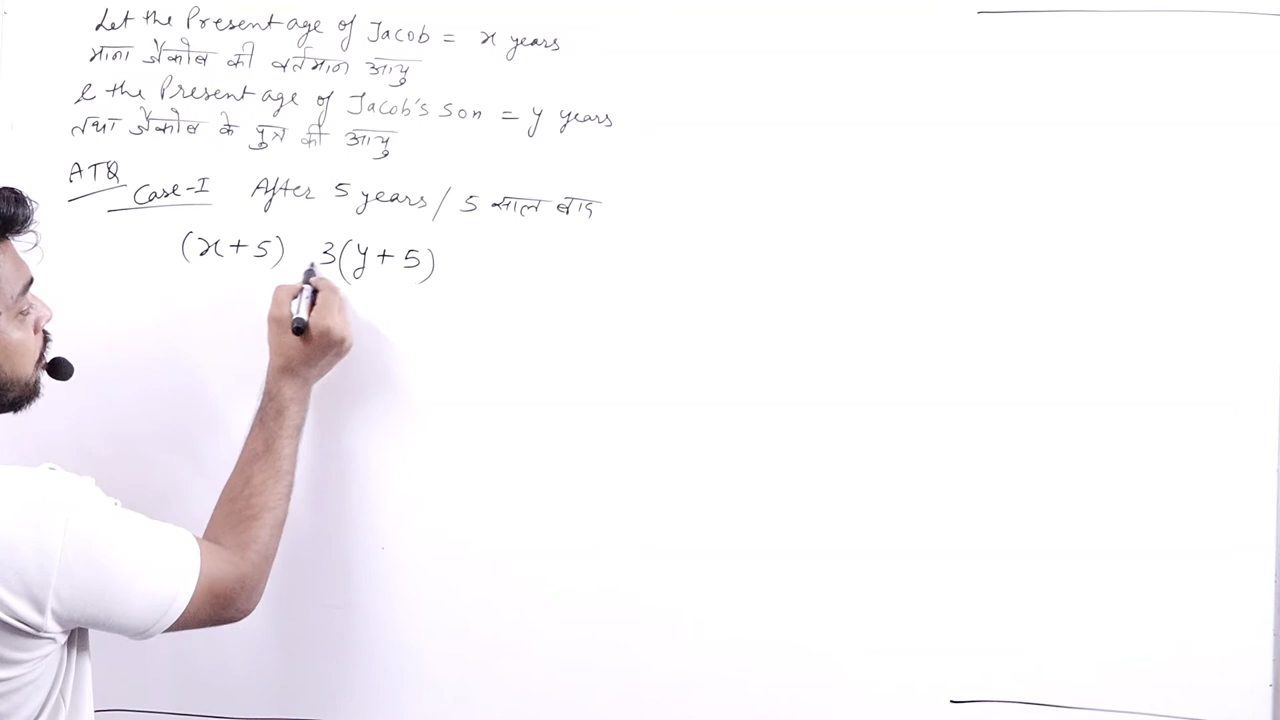 Let the Present age of Jacob = x years
माना जैकोब की वर्तमान आयु
& the Present age of Jacob's son = y years
तथा जैकोब के पुत्र की आयु
ATQ
Case-I After 5 years / 5 साल बाद
(x+5) 3(y+5)